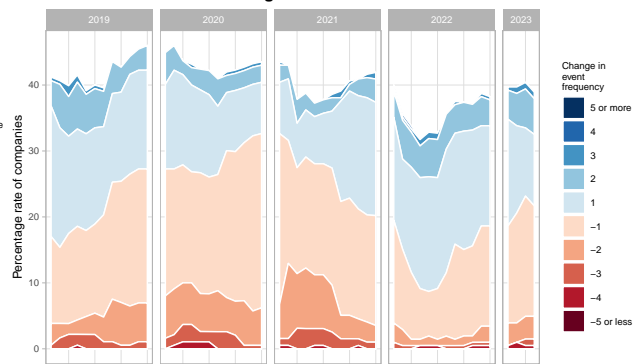 2019 2020 2021 2022 2023
40
30
20
10
0
Percentage rate of companies
Change in
event
frequency
5 or more
4
3
2
1
−1
−2
−3
−4
−5 or less